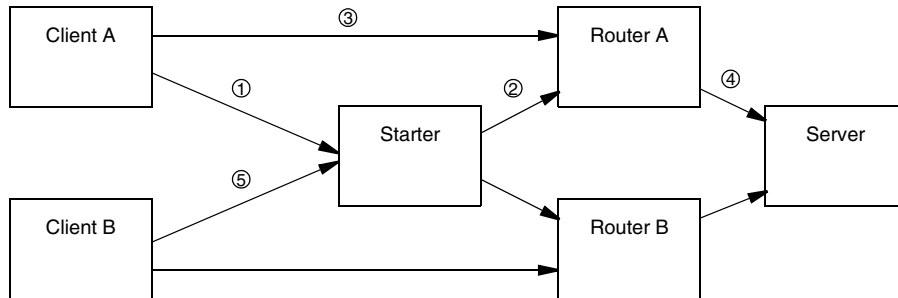 Client A
③
Router A
①
②
④
Starter
Server
⑤
Client B
Router B